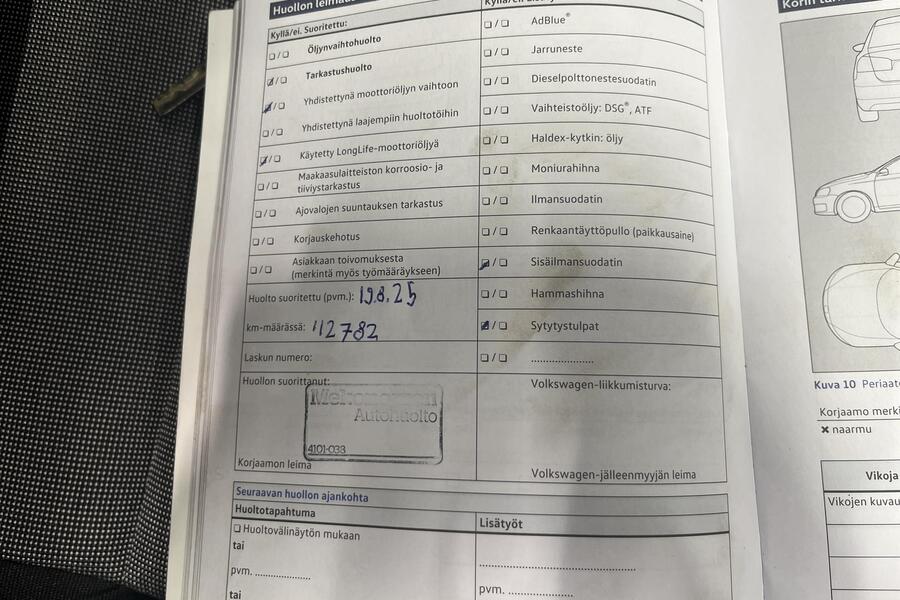 Huollon
Kyllä/ei. Suoritettu:
❏ / ❏ Öljynvaihtohuolto
❏ / ❏ Tarkastushuolto
❏ / ❏ Yhdistettynä moottoriöljyn vaihtoon
❏ / ❏ Yhdistettynä laajempiin huoltotöihin
❏ / ❏ Käytetty LongLife-moottoriöljyä
❏ / ❏ Maakaasulaitteiston korroosio- ja
tiiviystarkastus
❏ / ❏ Ajovalojen suuntauksen tarkastus
❏ / ❏ Korjauskehotus
❏ / ❏ Asiakkaan toivomuksesta
(merkintä myös työmääräykseen)
Huolto suoritettu (pvm.): 19.8.25
km-määrässä: 112782
Laskun numero:
Huollon suorittanut:
Mekonomen
Autohuolto
4101-033
Korjaamon leima
❏ / ❏ AdBlue®
❏ / ❏ Jarruneste
❏ / ❏ Dieselpolttonestesuodatin
❏ / ❏ Vaihteistoöljy: DSG®, ATF
❏ / ❏ Haldex-kytkin: öljy
❏ / ❏ Moniurahihna
❏ / ❏ Ilmansuodatin
❏ / ❏ Renkaantäyttöpullo (paikkausaine)
❏ / ❏ Sisäilmansuodatin
❏ / ❏ Hammashihna
❏ / ❏ Sytytystulpat
❏ / ❏ .....................
Volkswagen-liikkumisturva:
Volkswagen-jälleenmyyjän leima
Seuraavan huollon ajankohta
Huoltotapahtuma
❏ Huoltovälinäytön mukaan
tai
pvm. ...................
tai
Lisätyöt
....................................................
pvm. ......................
Korin
Kuva 10
Korjaamo
✖ naarmu
Vikoja
Vikojen